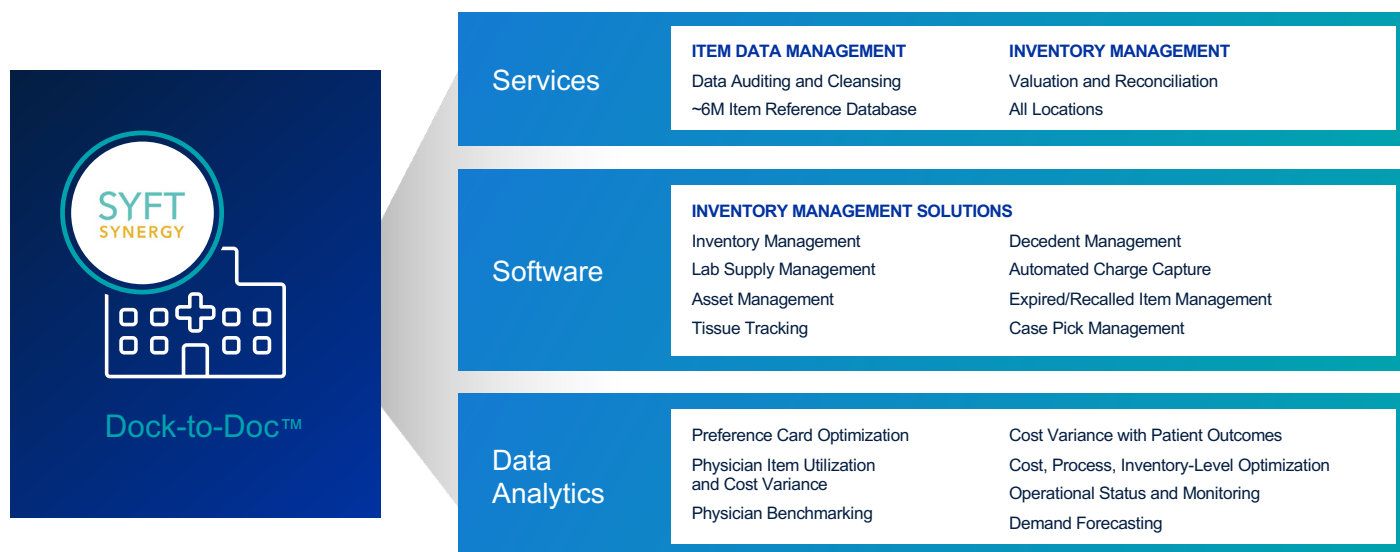 SYFT
SYNERGY
Dock-to-Doc™
Services
ITEM DATA MANAGEMENT
Data Auditing and Cleansing
~6M Item Reference Database
INVENTORY MANAGEMENT
Valuation and Reconciliation
All Locations
Software
INVENTORY MANAGEMENT SOLUTIONS
Inventory Management
Lab Supply Management
Asset Management
Tissue Tracking
Decedent Management
Automated Charge Capture
Expired/Recalled Item Management
Case Pick Management
Data
Analytics
Preference Card Optimization
Physician Item Utilization
and Cost Variance
Physician Benchmarking
Cost Variance with Patient Outcomes
Cost, Process, Inventory-Level Optimization
Operational Status and Monitoring
Demand Forecasting